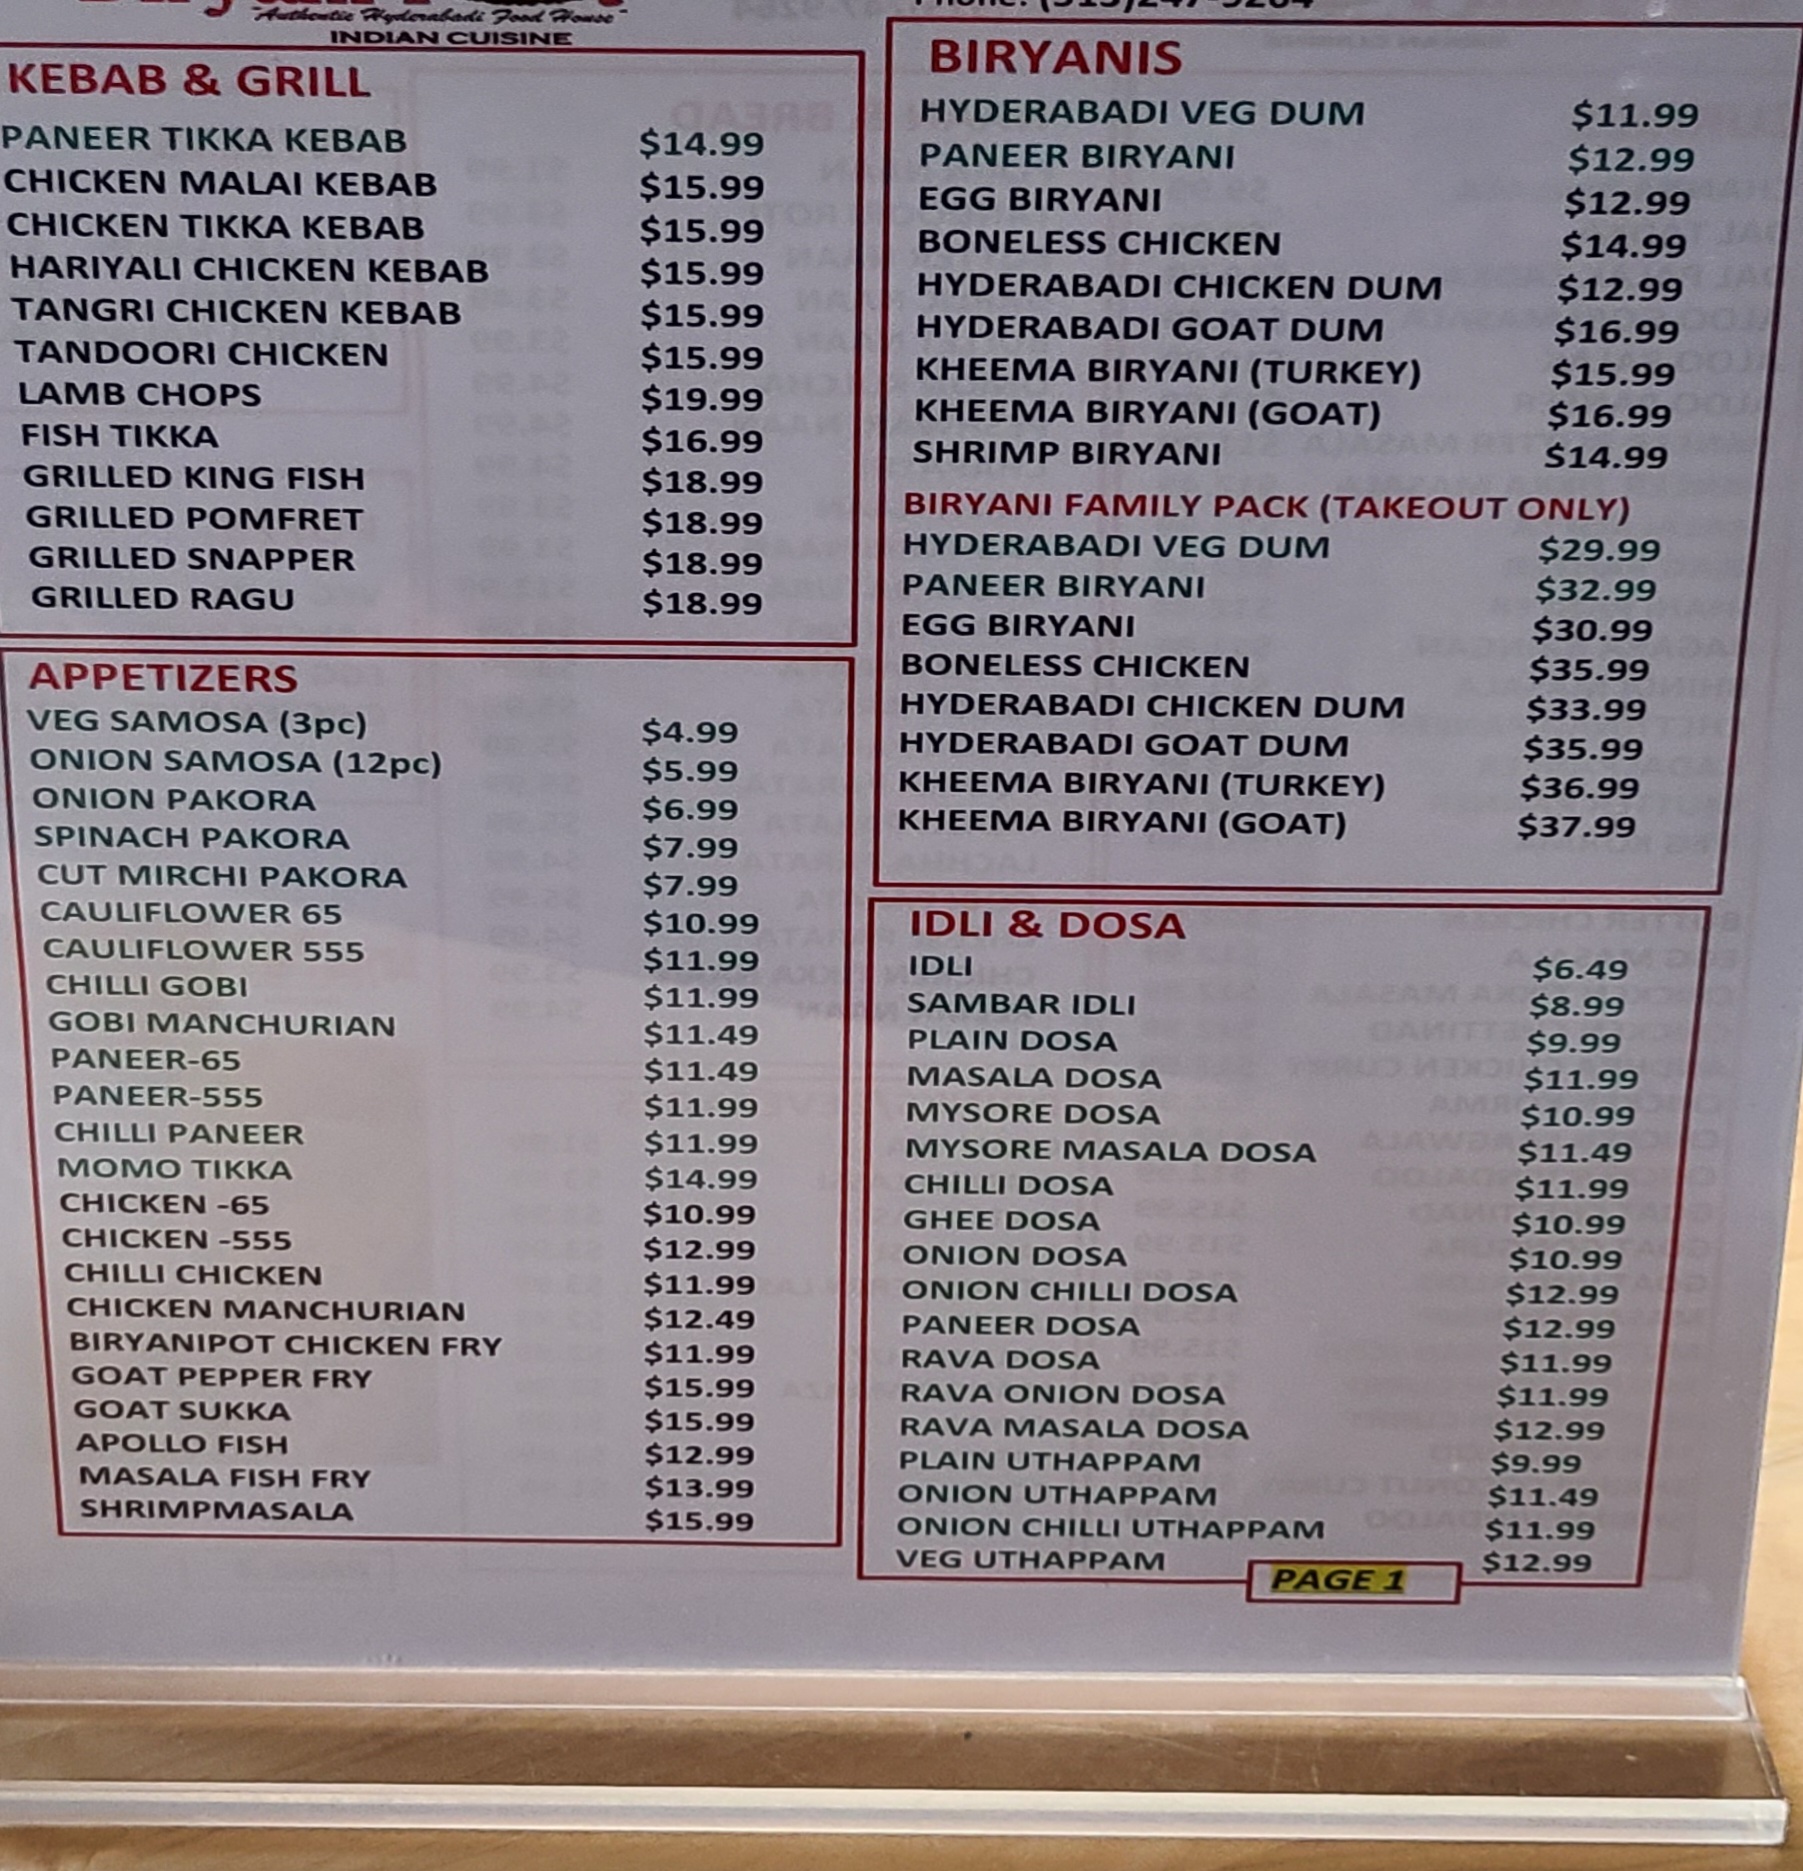 "Authentic Hyderabadi Food House"
INDIAN CUISINE
KEBAB & GRILL
PANEER TIKKA KEBAB $14.99
CHICKEN MALAI KEBAB $15.99
CHICKEN TIKKA KEBAB $15.99
HARIYALI CHICKEN KEBAB $15.99
TANGRI CHICKEN KEBAB $15.99
TANDOORI CHICKEN $15.99
LAMB CHOPS $19.99
FISH TIKKA $16.99
GRILLED KING FISH $18.99
GRILLED POMFRET $18.99
GRILLED SNAPPER $18.99
GRILLED RAGU $18.99
APPETIZERS
VEG SAMOSA (3pc) $4.99
ONION SAMOSA (12pc) $5.99
ONION PAKORA $6.99
SPINACH PAKORA $7.99
CUT MIRCHI PAKORA $7.99
CAULIFLOWER 65 $10.99
CAULIFLOWER 555 $11.99
CHILLI GOBI $11.99
GOBI MANCHURIAN $11.49
PANEER-65 $11.49
PANEER-555 $11.99
CHILLI PANEER $11.99
MOMO TIKKA $14.99
CHICKEN -65 $10.99
CHICKEN -555 $12.99
CHILLI CHICKEN $11.99
CHICKEN MANCHURIAN $12.49
BIRYANIPOT CHICKEN FRY $11.99
GOAT PEPPER FRY $15.99
GOAT SUKKA $15.99
APOLLO FISH $12.99
MASALA FISH FRY $13.99
SHRIMPMASALA $15.99
BIRYANIS
HYDERABADI VEG DUM $11.99
PANEER BIRYANI $12.99
EGG BIRYANI $12.99
BONELESS CHICKEN $14.99
HYDERABADI CHICKEN DUM $12.99
HYDERABADI GOAT DUM $16.99
KHEEMA BIRYANI (TURKEY) $15.99
KHEEMA BIRYANI (GOAT) $16.99
SHRIMP BIRYANI S14.99
BIRYANI FAMILY PACK (TAKEOUT ONLY)
HYDERABADI VEG DUM $29.99
PANEER BIRYANI $32.99
EGG BIRYANI $30.99
BONELESS CHICKEN $35.99
HYDERABADI CHICKEN DUM $33.99
HYDERABADI GOAT DUM $35.99
KHEEMA BIRYANI (TURKEY) $36.99
KHEEMA BIRYANI (GOAT) $37.99
IDLI & DOSA
IDLI $6.49
SAMBAR IDLI $8.99
PLAIN DOSA $9.99
MASALA DOSA $11.99
MYSORE DOSA $10.99
MYSORE MASALA DOSA $11.49
CHILLI DOSA $11.99
GHEE DOSA $10.99
ONION DOSA $10.99
ONION CHILLI DOSA $12.99
PANEER DOSA $12.99
RAVA DOSA $11.99
RAVA ONION DOSA $11.99
RAVA MASALA DOSA $12.99
PLAIN UTHAPPAM $9.99
ONION UTHAPPAM $11.49
ONION CHILLI UTHAPPAM $11.99
VEG UTHAPPAM $12.99
PAGE 1